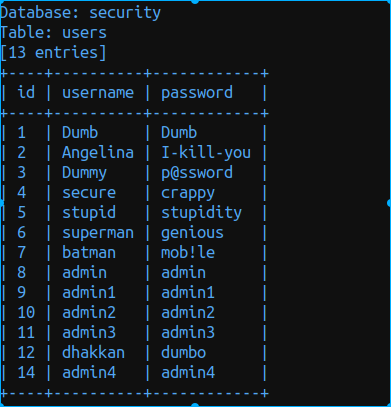 Database: security
Table: users
[13 entries]
+----+----------+------------+
| id | username | password   |
+----+----------+------------+
| 1  | Dumb     | Dumb       |
| 2  | Angelina | I-kill-you |
| 3  | Dummy    | p@ssword   |
| 4  | secure   | crappy     |
| 5  | stupid   | stupidity  |
| 6  | superman | genious    |
| 7  | batman   | mob!le     |
| 8  | admin    | admin      |
| 9  | admin1   | admin1     |
| 10 | admin2   | admin2     |
| 11 | admin3   | admin3     |
| 12 | dhakkan  | dumbo      |
| 14 | admin4   | admin4     |
+----+----------+------------+